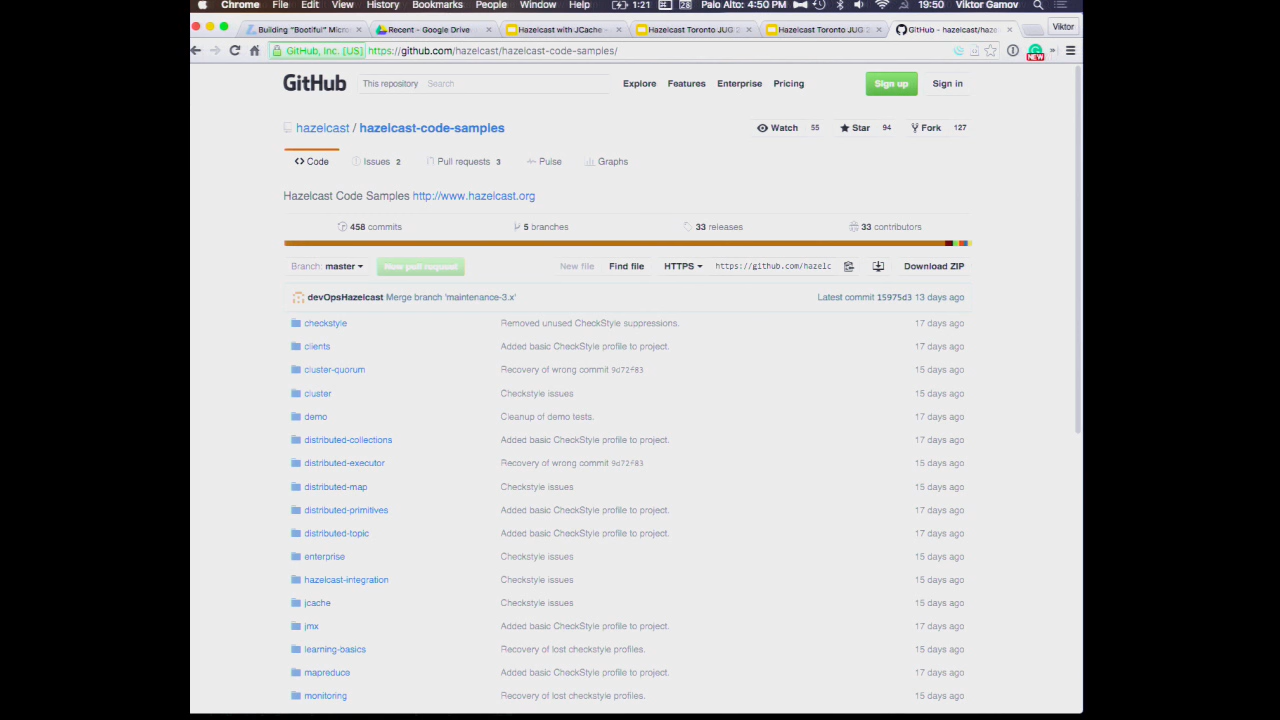 Chrome File Edit View History Bookmarks People Window Help 1:21 28 Palo Alto: 4:50 PM 19:50 Viktor Gamov
Building “Bootiful” Micro Recent - Google Drive Hazelcast with JCache - Hazelcast Toronto JUG 2 Hazelcast Toronto JUG 2 GitHub - hazelcast/haze Viktor
GitHub, Inc. [US] https://github.com/hazelcast/hazelcast-code-samples/ NEW
GitHub This repository Search Explore Features Enterprise Pricing Sign up Sign in
hazelcast / hazelcast-code-samples Watch 55 Star 94 Fork 127
Code Issues 2 Pull requests 3 Pulse Graphs
Hazelcast Code Samples http://www.hazelcast.org
458 commits 5 branches 33 releases 33 contributors
Branch: master New pull request New file Find file HTTPS https://github.com/hazelc Download ZIP
devOpsHazelcast Merge branch 'maintenance-3.x' Latest commit 15975d3 13 days ago
checkstyle Removed unused CheckStyle suppressions. 17 days ago
clients Added basic CheckStyle profile to project. 17 days ago
cluster-quorum Recovery of wrong commit 9d72f83 15 days ago
cluster Checkstyle issues 15 days ago
demo Cleanup of demo tests. 17 days ago
distributed-collections Added basic CheckStyle profile to project. 17 days ago
distributed-executor Recovery of wrong commit 9d72f83 15 days ago
distributed-map Checkstyle issues 15 days ago
distributed-primitives Added basic CheckStyle profile to project. 17 days ago
distributed-topic Added basic CheckStyle profile to project. 17 days ago
enterprise Checkstyle issues 15 days ago
hazelcast-integration Checkstyle issues 15 days ago
jcache Checkstyle issues 15 days ago
jmx Added basic CheckStyle profile to project. 17 days ago
learning-basics Recovery of lost checkstyle profiles. 15 days ago
mapreduce Added basic CheckStyle profile to project. 17 days ago
monitoring Recovery of lost checkstyle profiles. 15 days ago